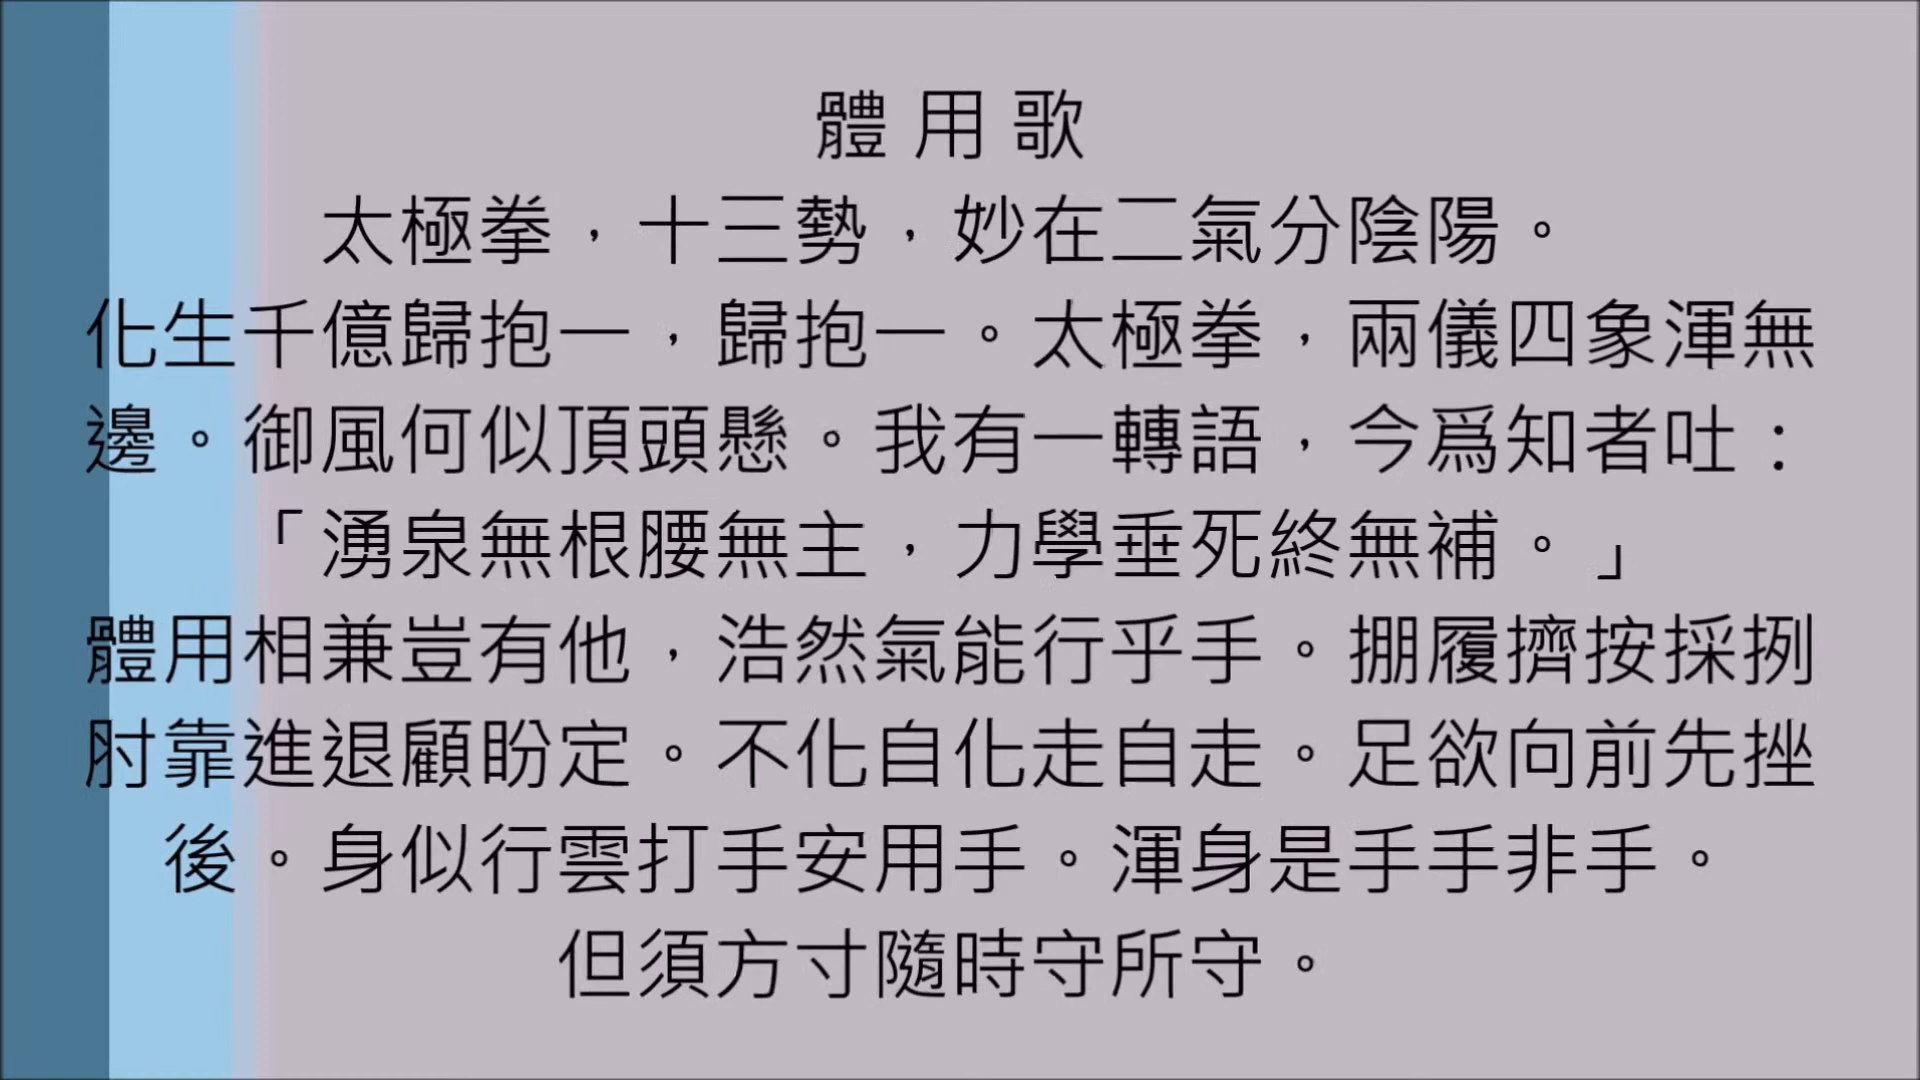 體用歌
太極拳，十三勢，妙在二氣分陰陽。
化生千億歸抱一，歸抱一。太極拳，兩儀四象渾無
邊。御風何似頂頭懸。我有一轉語，今爲知者吐：
「湧泉無根腰無主，力學垂死終無補。」
體用相兼豈有他，浩然氣能行乎手。掤履擠按採挒
肘靠進退顧盼定。不化自化走自走。足欲向前先挫
後。身似行雲打手安用手。渾身是手手非手。
但須方寸隨時守所守。